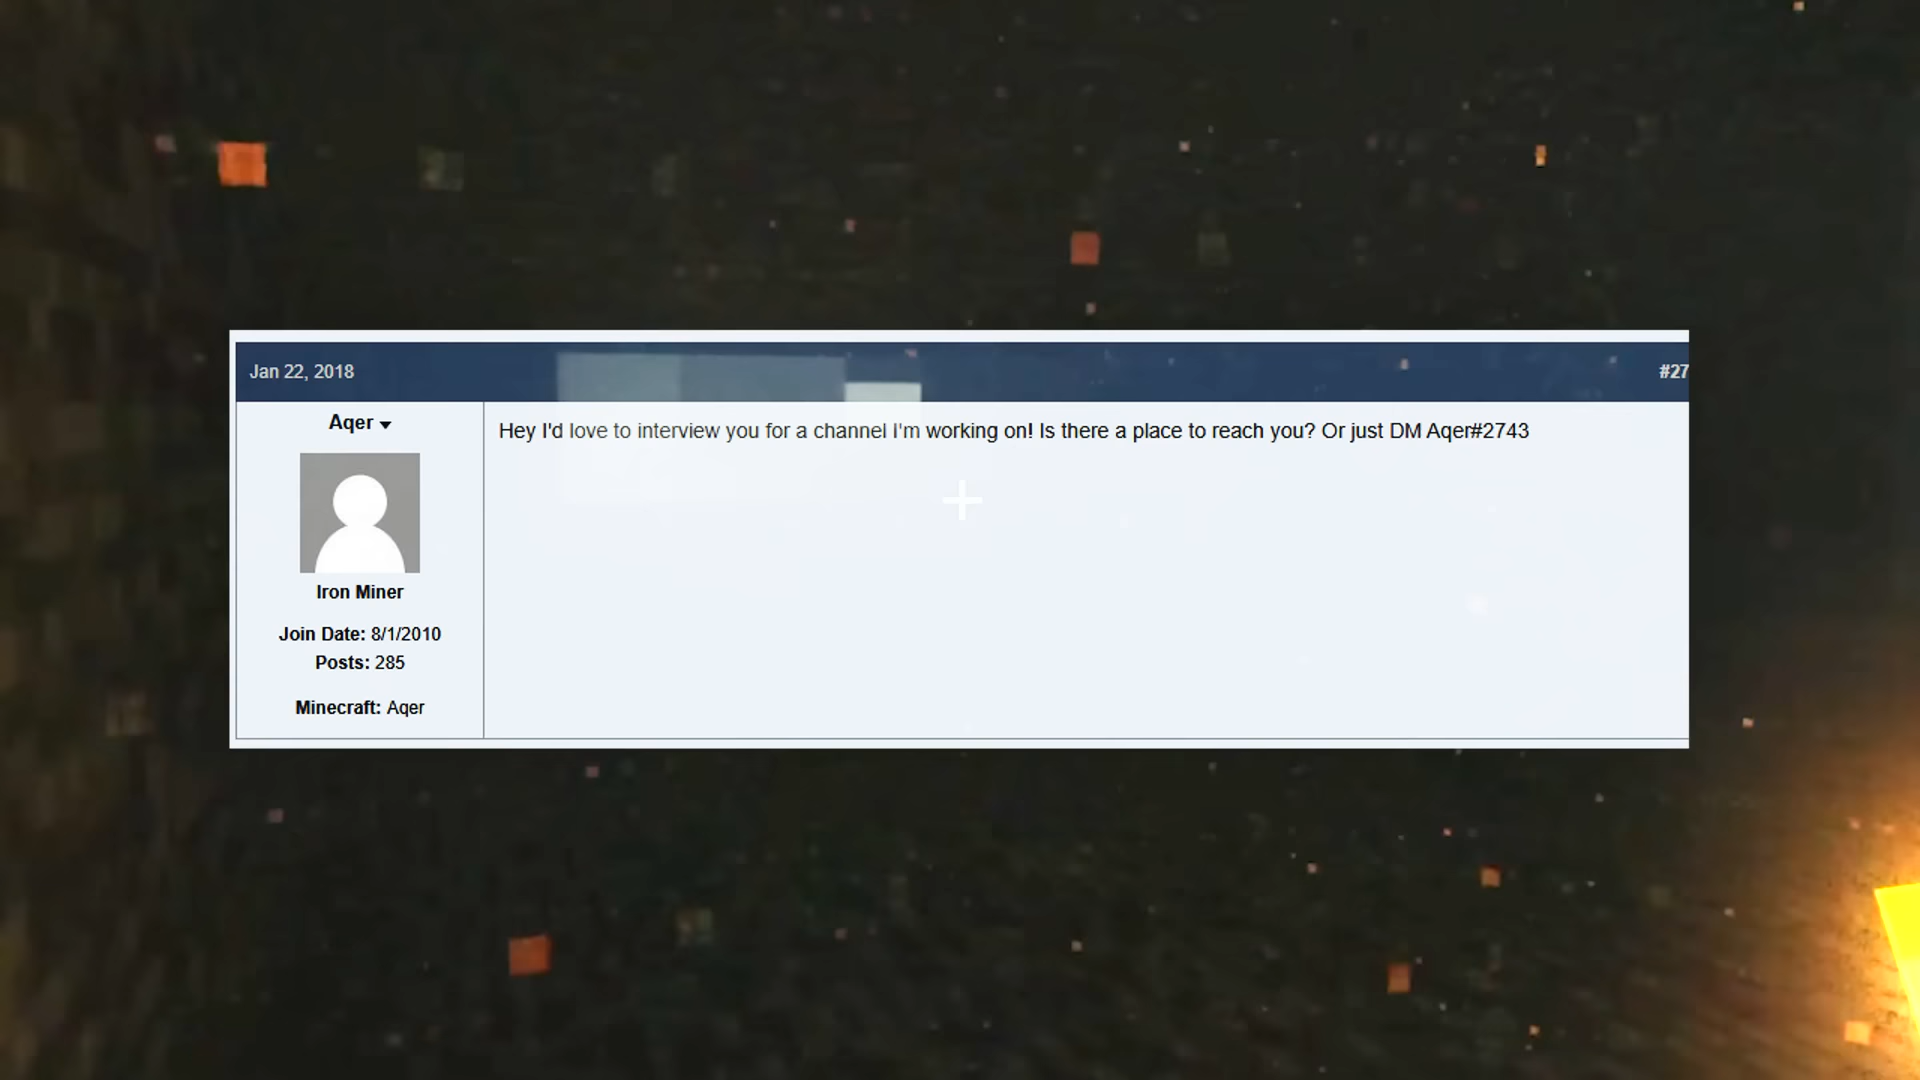 Jan 22, 2018
#27
Aqer
Hey I'd love to interview you for a channel I'm working on! Is there a place to reach you? Or just DM Aqer#2743
Iron Miner
Join Date: 8/1/2010
Posts: 285
Minecraft: Aqer